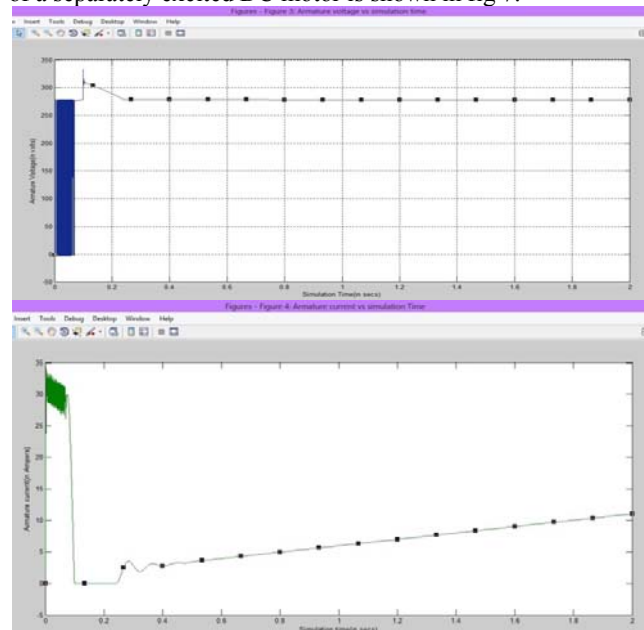 of a separately excited DC motor is shown in fig 7.
Figures - Figure 3: Armature voltage vs simulation time
Insert Tools Debug Desktop Window Help
350
300
250
200
150
100
50
0
-50
Armature Voltage(in volts)
0 0.2 0.4 0.6 0.8 1 1.2 1.4 1.6 1.8 2
Simulation Time(in secs)
Figures - Figure 4: Armature current vs simulation Time
Insert Tools Debug Desktop Window Help
35
30
25
20
15
10
5
0
-5
Armature current(in Ampers)
0 0.2 0.4 0.6 0.8 1 1.2 1.4 1.6 1.8 2
Simulation time(in secs)